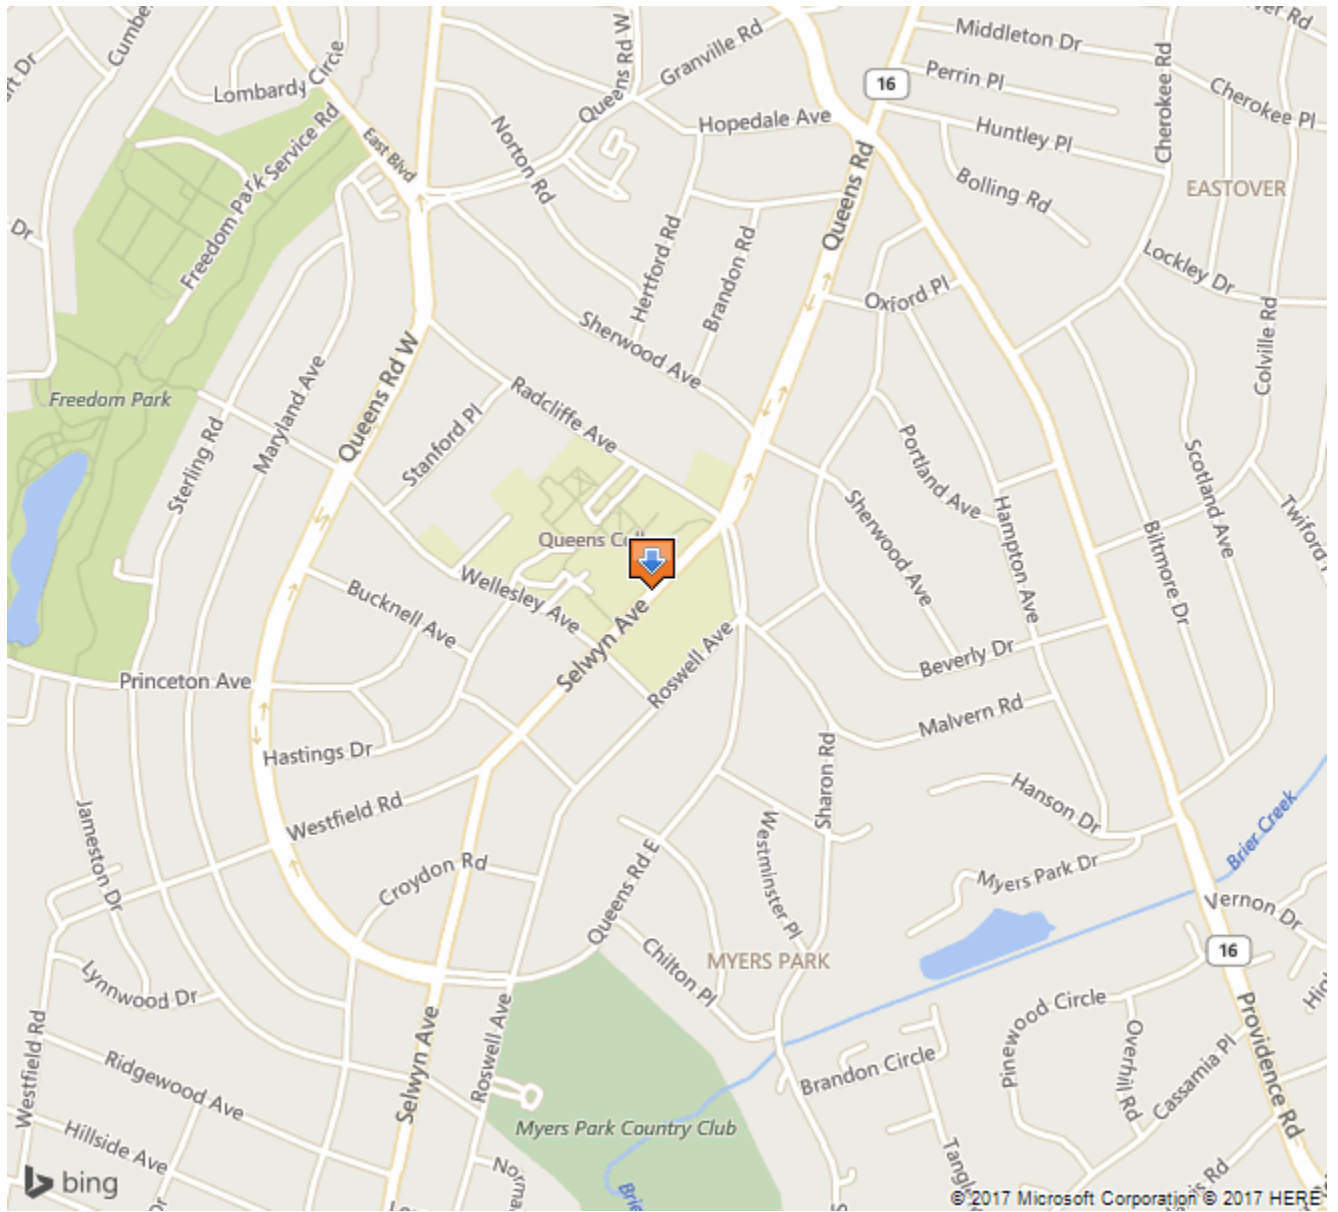 Cumber
Lombardy Circle
Granville Rd
Queens Rd W
Middleton Dr
16
Perrin Pl
Cherokee Rd
Cherokee Pl
Hopedale Ave
Huntley Pl
Freedom Park Service Rd
East Blvd
Norton Rd
Queens Rd
Bolling Rd
EASTOVER
Dr
Hertford Rd
Brandon Rd
Lockley Dr
Oxford Pl
Sherwood Ave
Colville Rd
Freedom Park
Maryland Ave
Queens Rd W
Radcliffe Ave
Stanford Pl
Sterling Rd
Portland Ave
Scotland Ave
Queens Coll
Sherwood Ave
Hampton Ave
Biltmore Dr
Twiford
Wellesley Ave
Bucknell Ave
Selwyn Ave
Roswell Ave
Beverly Dr
Princeton Ave
Malvern Rd
Hastings Dr
Sharon Rd
Westfield Rd
Hanson Dr
Jameston Dr
Westminster Pl
Brier Creek
Croydon Rd
Queens Rd E
Myers Park Dr
Vernon Dr
Chilton Pl
MYERS PARK
16
Lynnwood Dr
Pinewood Circle
Westfield Rd
Selwyn Ave
Roswell Ave
Overhill Rd
Providence Rd
Ridgewood Ave
Brandon Circle
Cassamia Pl
Hillside Ave
Myers Park Country Club
bing
© 2017 Microsoft Corporation © 2017 HERE